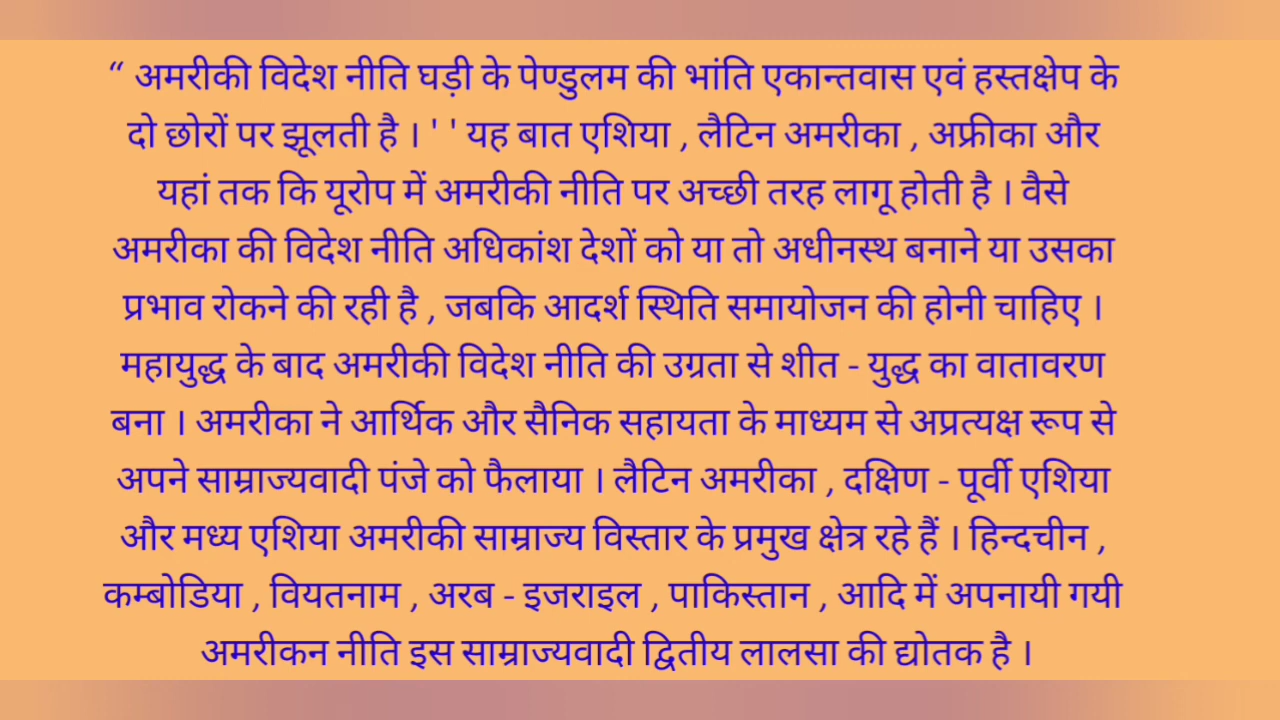 “ अमरीकी विदेश नीति घड़ी के पेण्डुलम की भांति एकान्तवास एवं हस्तक्षेप के
दो छोरों पर झूलती है । ' ' यह बात एशिया , लैटिन अमरीका , अफ्रीका और
यहां तक कि यूरोप में अमरीकी नीति पर अच्छी तरह लागू होती है । वैसे
अमरीका की विदेश नीति अधिकांश देशों को या तो अधीनस्थ बनाने या उसका
प्रभाव रोकने की रही है , जबकि आदर्श स्थिति समायोजन की होनी चाहिए ।
महायुद्ध के बाद अमरीकी विदेश नीति की उग्रता से शीत - युद्ध का वातावरण
बना । अमरीका ने आर्थिक और सैनिक सहायता के माध्यम से अप्रत्यक्ष रूप से
अपने साम्राज्यवादी पंजे को फैलाया । लैटिन अमरीका , दक्षिण - पूर्वी एशिया
और मध्य एशिया अमरीकी साम्राज्य विस्तार के प्रमुख क्षेत्र रहे हैं । हिन्दचीन ,
कम्बोडिया , वियतनाम , अरब - इजराइल , पाकिस्तान , आदि में अपनायी गयी
अमरीकन नीति इस साम्राज्यवादी द्वितीय लालसा की द्योतक है ।